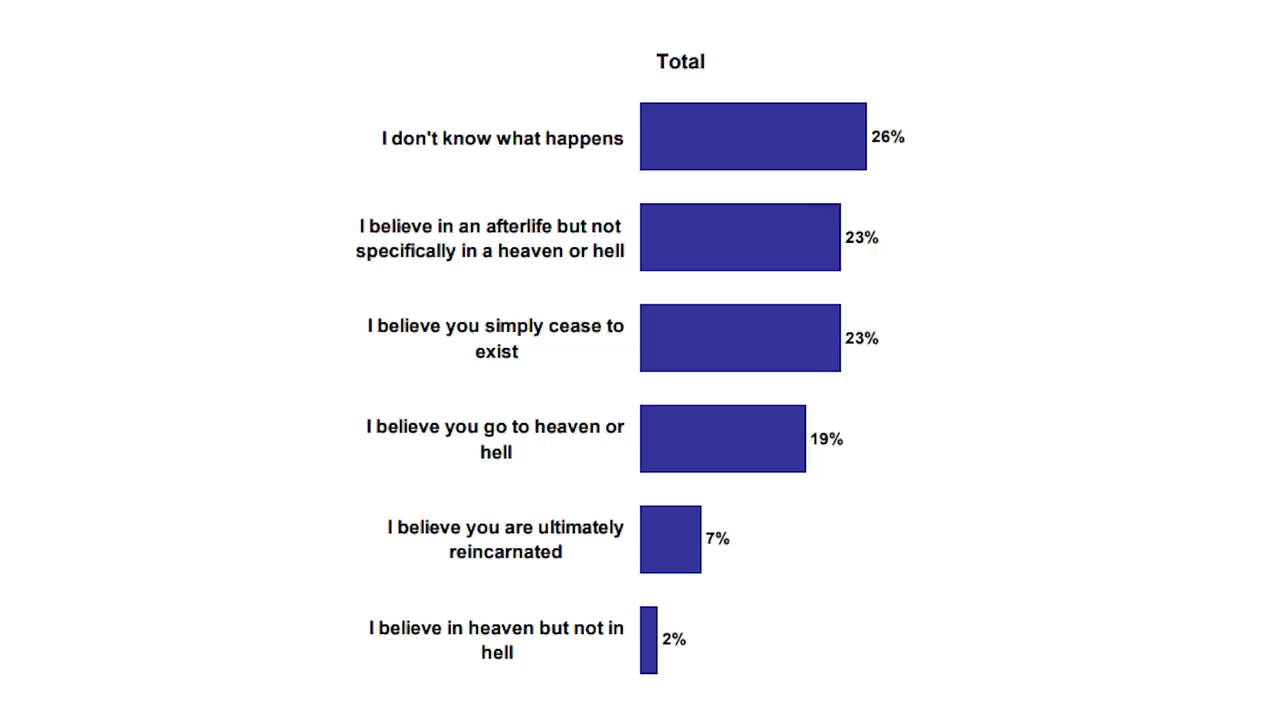 Total
I don't know what happens
26%
I believe in an afterlife but not
specifically in a heaven or hell
23%
I believe you simply cease to
exist
23%
I believe you go to heaven or
hell
19%
I believe you are ultimately
reincarnated
7%
I believe in heaven but not in
hell
2%